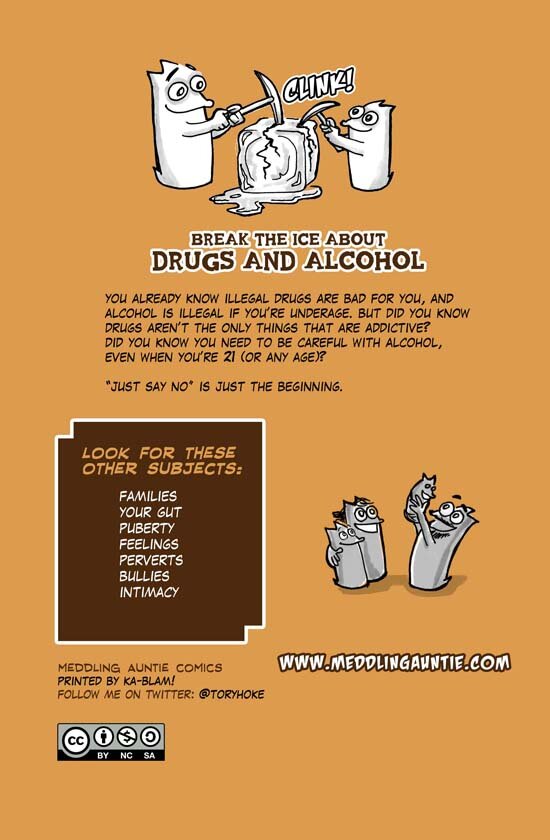 CLINK!
BREAK THE ICE ABOUT
DRUGS AND ALCOHOL
YOU ALREADY KNOW ILLEGAL DRUGS ARE BAD FOR YOU, AND
ALCOHOL IS ILLEGAL IF YOU'RE UNDERAGE. BUT DID YOU KNOW
DRUGS AREN'T THE ONLY THINGS THAT ARE ADDICTIVE?
DID YOU KNOW YOU NEED TO BE CAREFUL WITH ALCOHOL,
EVEN WHEN YOU'RE 21 (OR ANY AGE)?
"JUST SAY NO" IS JUST THE BEGINNING.
LOOK FOR THESE
OTHER SUBJECTS:
FAMILIES
YOUR GUT
PUBERTY
FEELINGS
PERVERTS
BULLIES
INTIMACY
WWW.MEDDLINGAUNTIE.COM
MEDDLING AUNTIE COMICS
PRINTED BY KA-BLAM!
FOLLOW ME ON TWITTER: @TORYHOKE
CC
BY NC SA